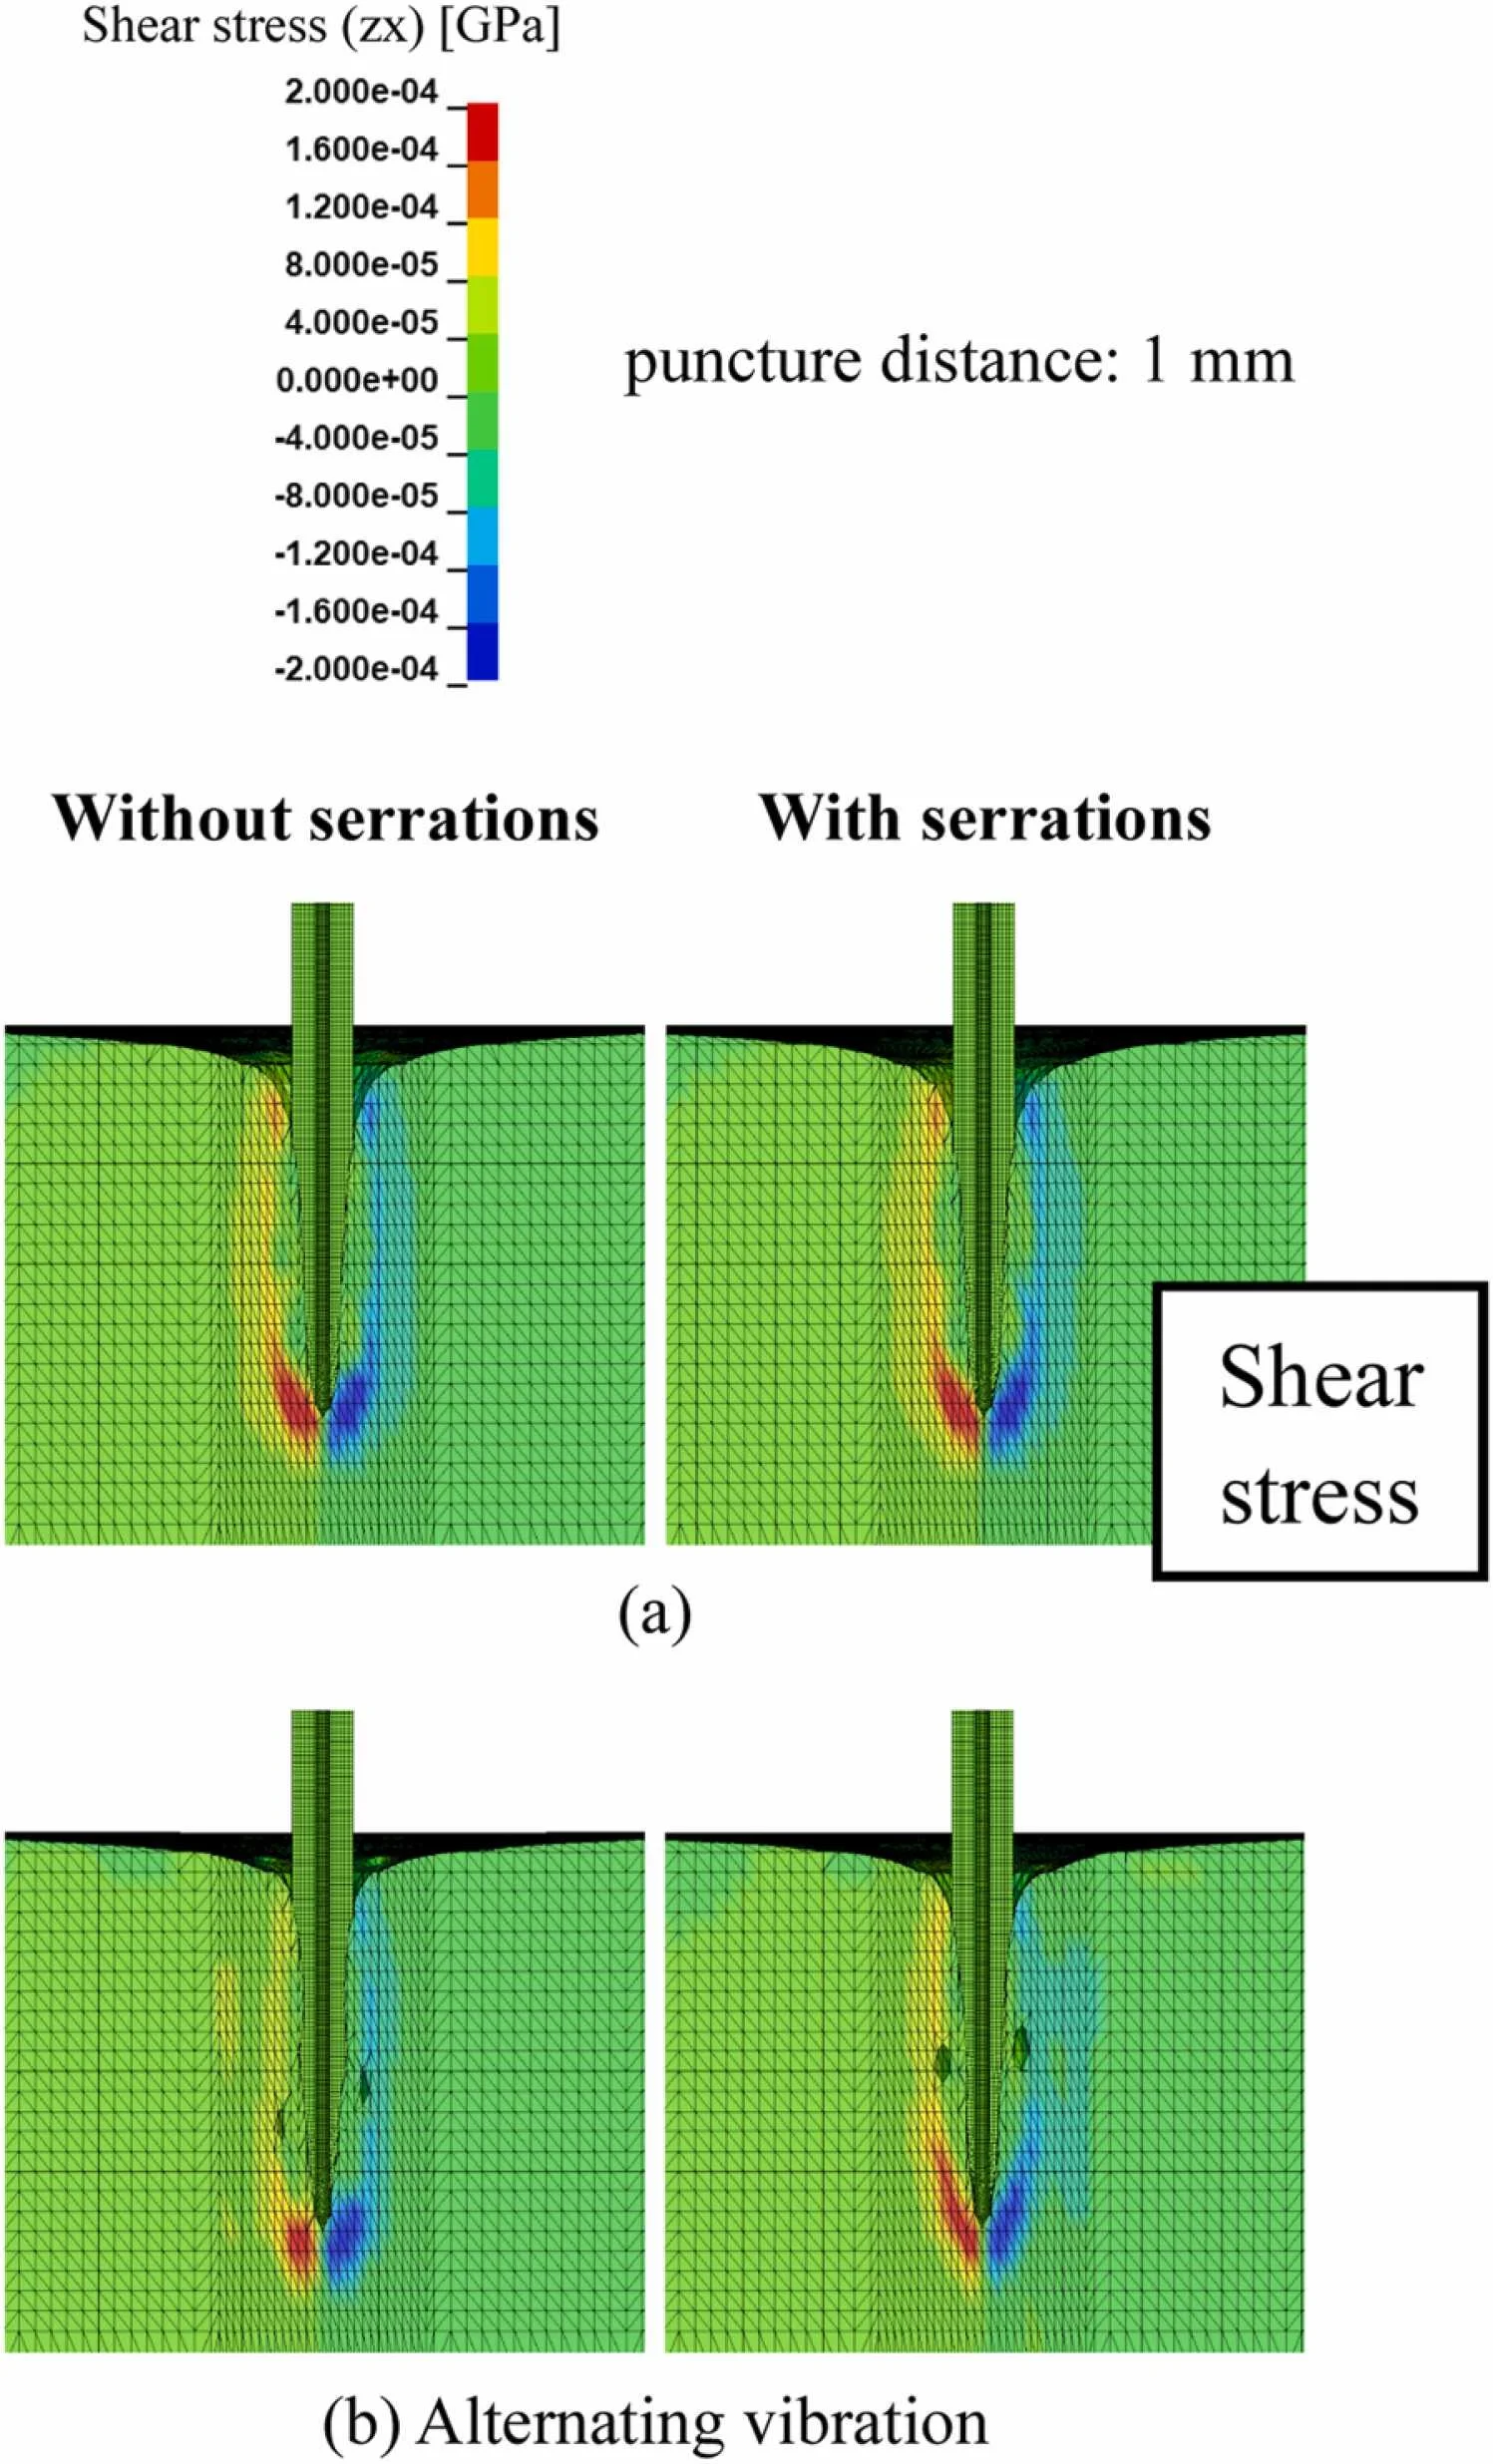 Shear stress (zx) [GPa]
2.000e-04
1.600e-04
1.200e-04
8.000e-05
4.000e-05
0.000e+00
-4.000e-05
-8.000e-05
-1.200e-04
-1.600e-04
-2.000e-04
puncture distance: 1 mm
Without serrations
With serrations
Shear
stress
(a)
(b) Alternating vibration